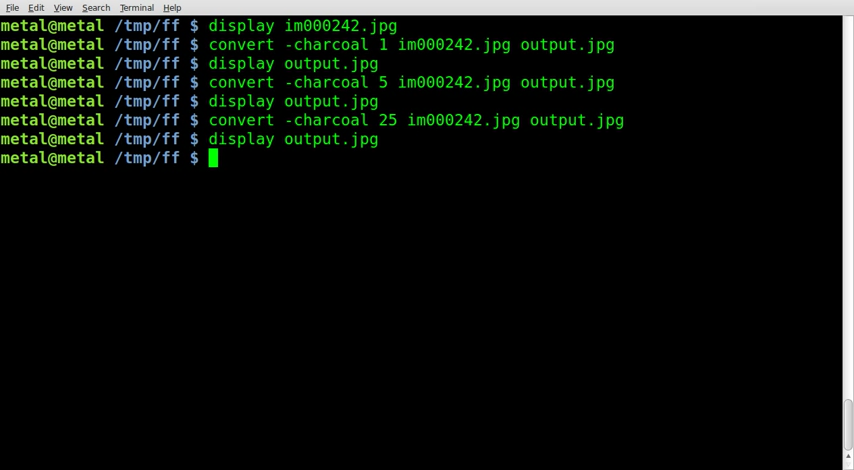 File Edit View Search Terminal Help
metal@metal /tmp/ff $ display im000242.jpg
metal@metal /tmp/ff $ convert -charcoal 1 im000242.jpg output.jpg
metal@metal /tmp/ff $ display output.jpg
metal@metal /tmp/ff $ convert -charcoal 5 im000242.jpg output.jpg
metal@metal /tmp/ff $ display output.jpg
metal@metal /tmp/ff $ convert -charcoal 25 im000242.jpg output.jpg
metal@metal /tmp/ff $ display output.jpg
metal@metal /tmp/ff $